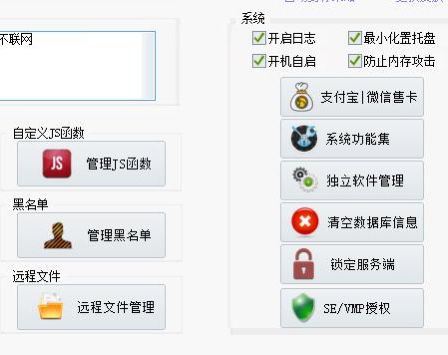 系统
不联网
开启日志
最小化置托盘
开机自启
防止内存攻击
支付宝|微信售卡
自定义JS函数
系统功能集
JS
管理JS函数
独立软件管理
黑名单
清空数据库信息
管理黑名单
锁定服务端
远程文件
远程文件管理
SE/VMP授权